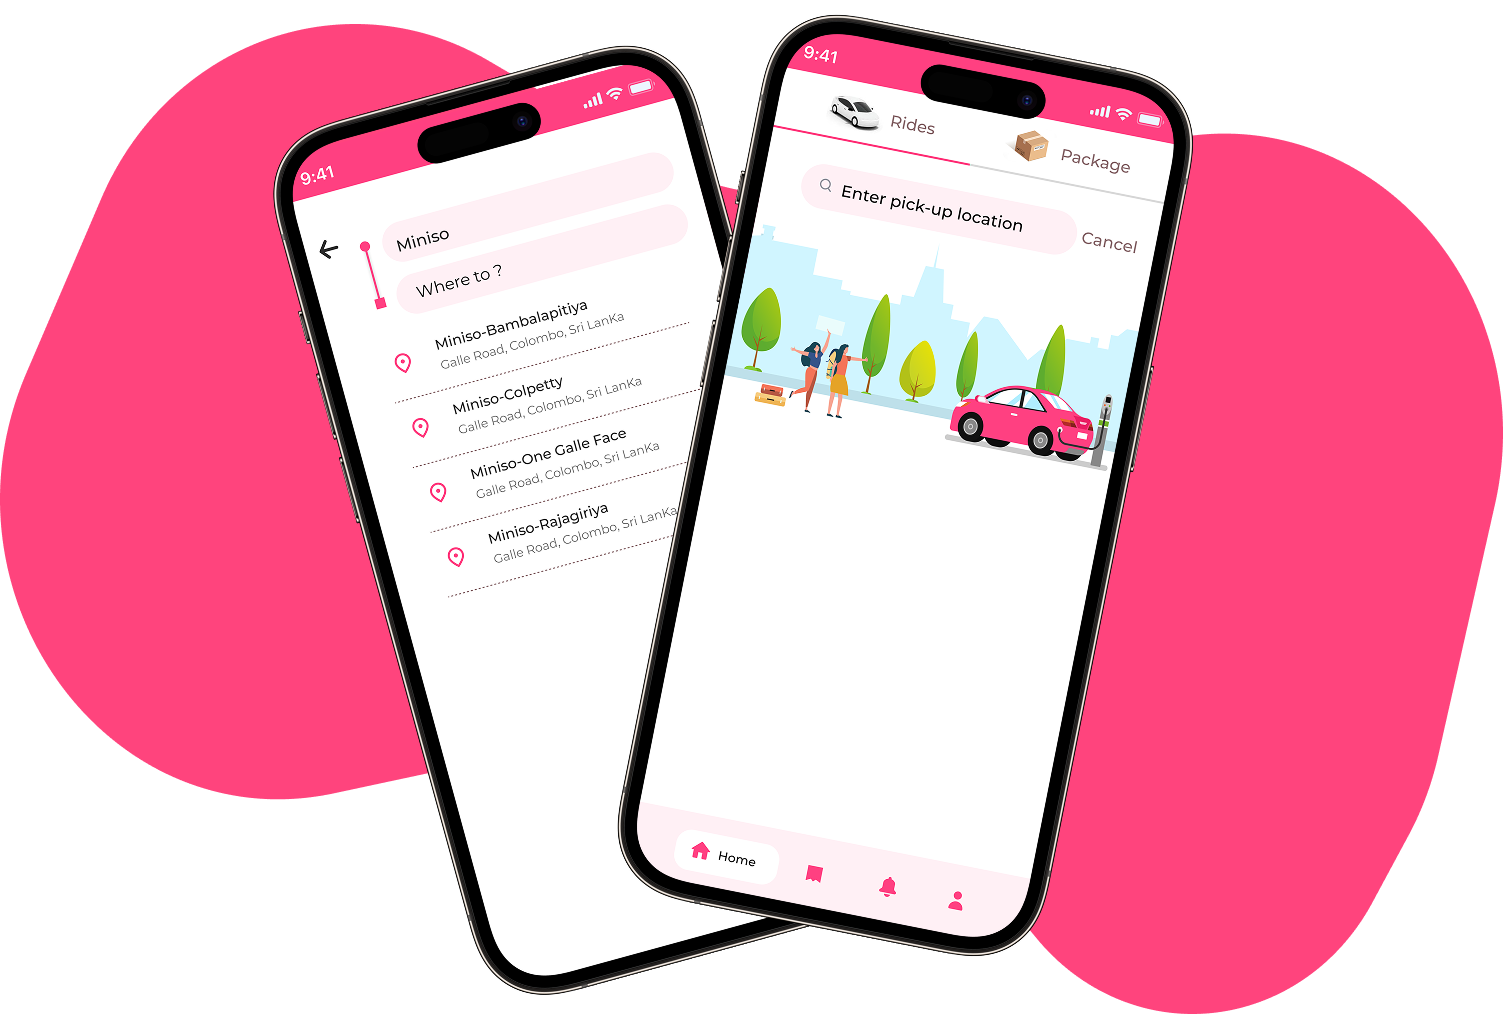 9:41
Miniso
Where to ?
Miniso-Bambalapitiya
Galle Road, Colombo, Sri LanKa
Miniso-Colpetty
Galle Road, Colombo, Sri LanKa
Miniso-One Galle Face
Galle Road, Colombo, Sri LanKa
Miniso-Rajagiriya
Galle Road, Colombo, Sri LanKa
9:41
Rides
Package
Enter pick-up location
Cancel
Home